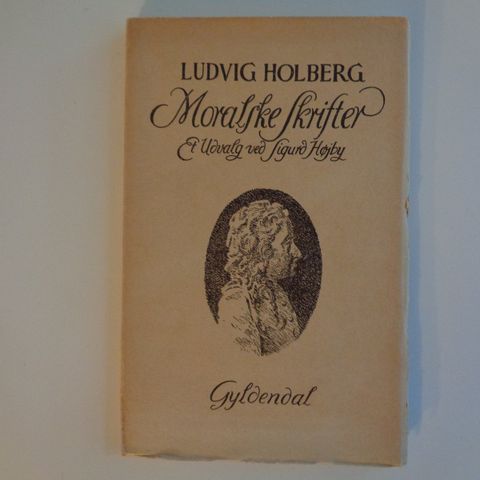 LUDVIG HOLBERG
Moralske Skrifter
Et Udvalg ved Sigurd Højby
Gyldendal